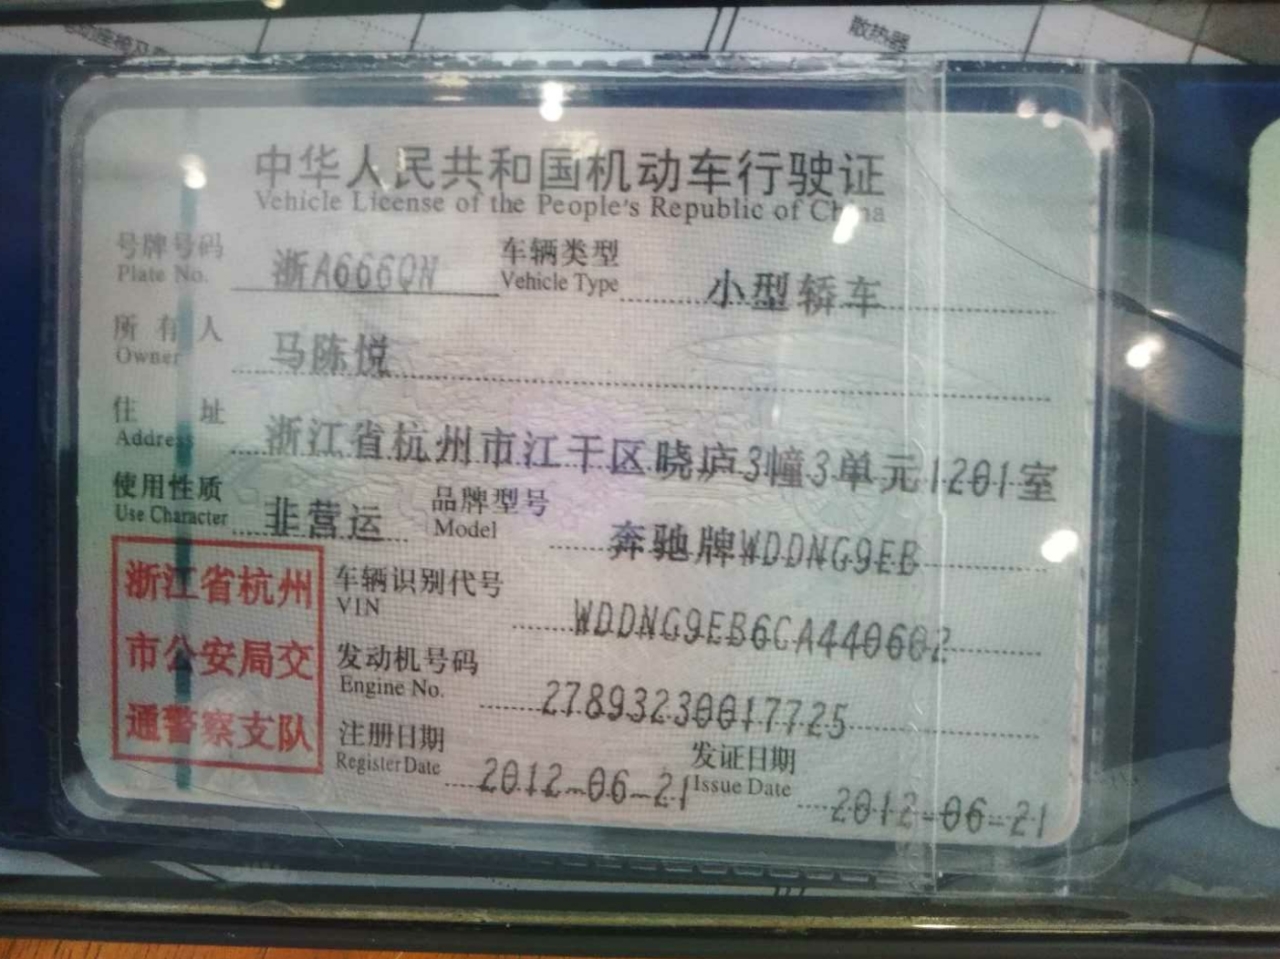 散热器
中华人民共和国机动车行驶证
Vehicle License of the People's Republic of China
号牌号码 浙A666QN 车辆类型 小型轿车
Plate No. Vehicle Type
所有人 马陈悦
Owner
住址 浙江省杭州市江干区晓庐3幢3单元1201室
Address
使用性质 非营运 品牌型号 奔驰牌WDDNG9EB
Use Character Model
浙江省杭州
市公安局交
通警察支队
车辆识别代号 WDDNG9EB6CA440602
VIN
发动机号码 27893230017725
Engine No.
注册日期 2012-06-21 发证日期 2012-06-21
Register Date Issue Date